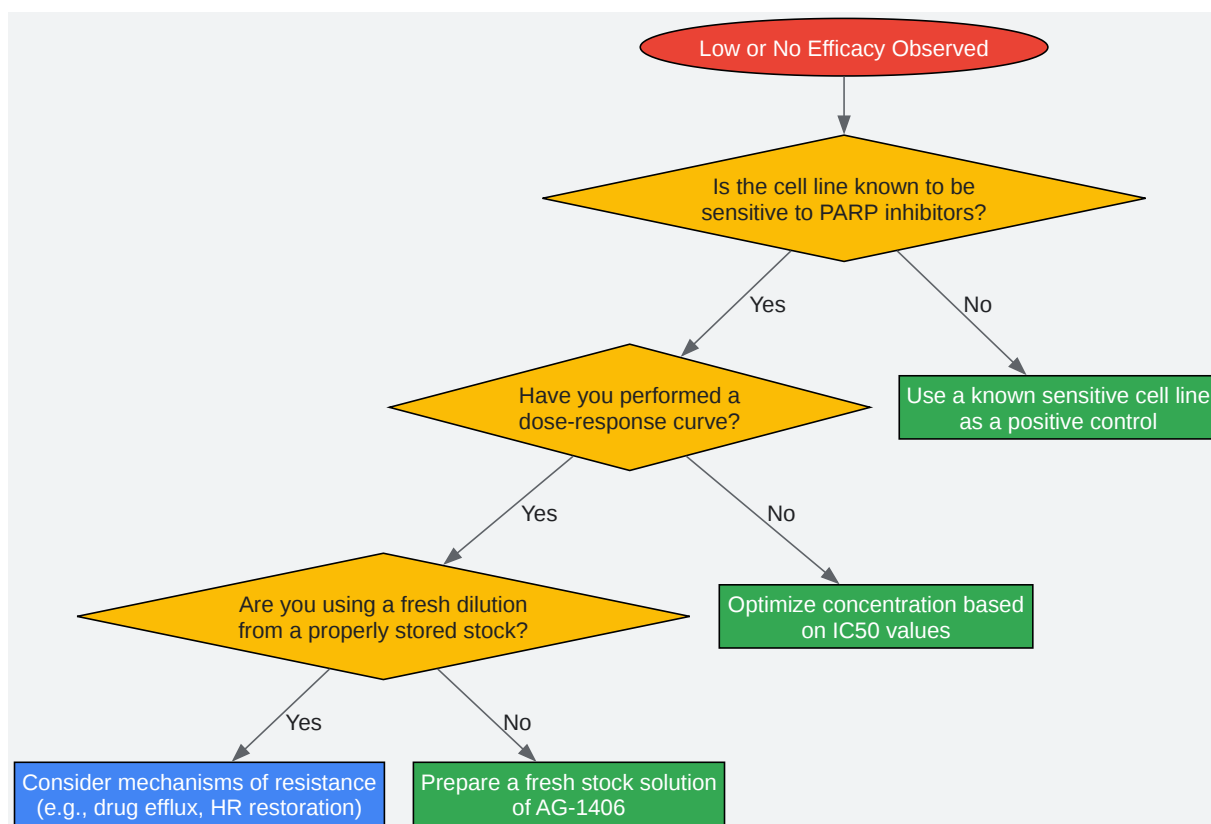 Low or No Efficacy Observed
Is the cell line known to be
sensitive to PARP inhibitors?
Yes
No
Have you performed a
dose-response curve?
Use a known sensitive cell line
as a positive control
Yes
No
Are you using a fresh dilution
from a properly stored stock?
Optimize concentration based
on IC50 values
Yes
No
Consider mechanisms of resistance
(e.g., drug efflux, HR restoration)
Prepare a fresh stock solution
of AG-1406